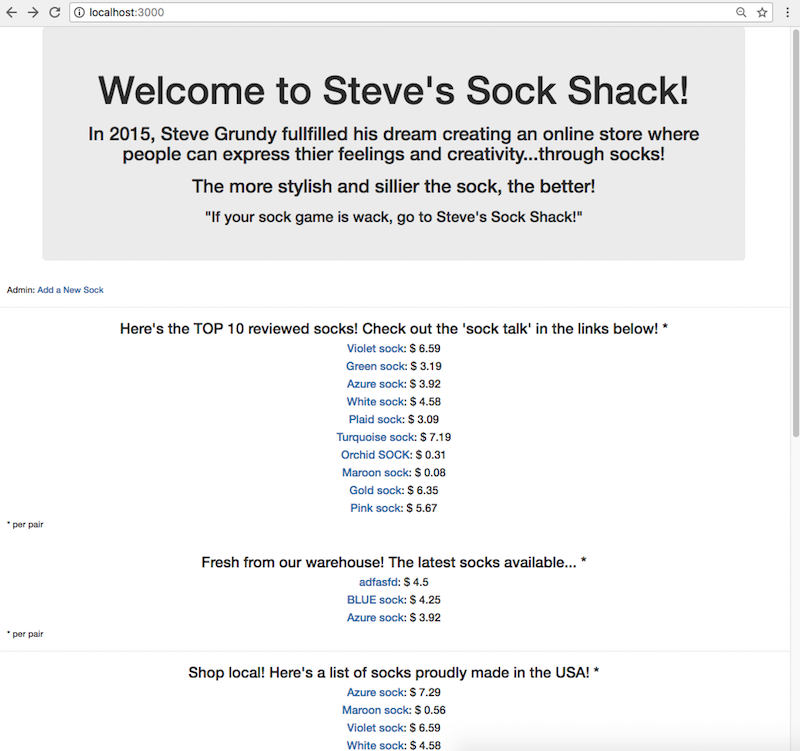 localhost:3000
Welcome to Steve's Sock Shack!
In 2015, Steve Grundy fullfilled his dream creating an online store where
people can express thier feelings and creativity...through socks!
The more stylish and sillier the sock, the better!
"If your sock game is wack, go to Steve's Sock Shack!"
Admin: Add a New Sock
Here's the TOP 10 reviewed socks! Check out the 'sock talk' in the links below! *
Violet sock: $ 6.59
Green sock: $ 3.19
Azure sock: $ 3.92
White sock: $ 4.58
Plaid sock: $ 3.09
Turquoise sock: $ 7.19
Orchid SOCK: $ 0.31
Maroon sock: $ 0.08
Gold sock: $ 6.35
Pink sock: $ 5.67
* per pair
Fresh from our warehouse! The latest socks available... *
adfasfd: $ 4.5
BLUE sock: $ 4.25
Azure sock: $ 3.92
* per pair
Shop local! Here's a list of socks proudly made in the USA! *
Azure sock: $ 7.29
Maroon sock: $ 0.56
Violet sock: $ 6.59
White sock: $ 4.58